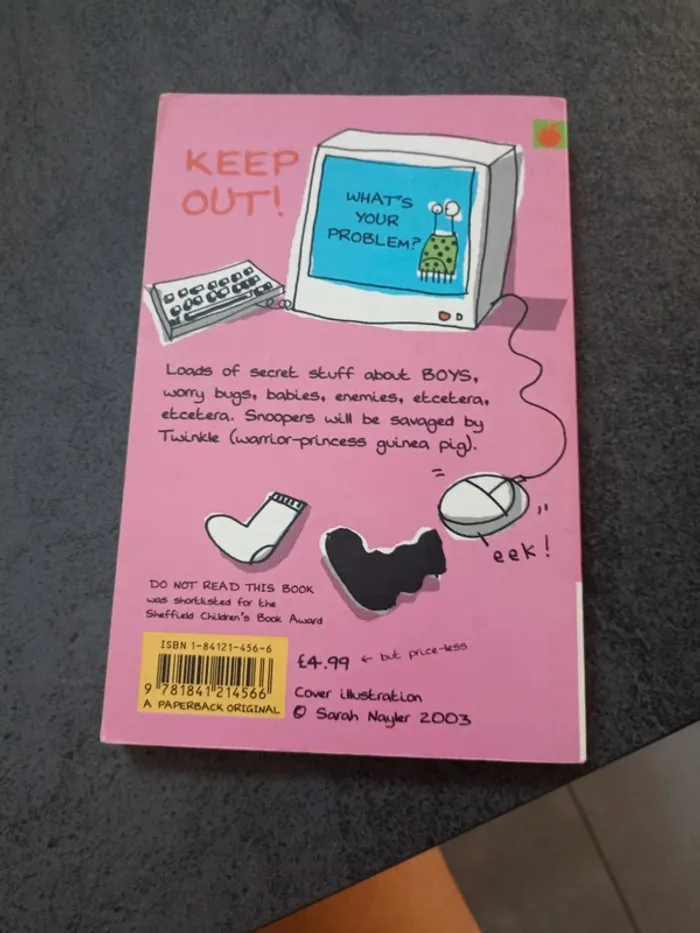 KEEP
OUT!
WHAT'S
YOUR
PROBLEM?
Loads of secret stuff about BOYS,
worry bugs, babies, enemies, etcetera,
etcetera. Snoopers will be savaged by
Twinkle (warrior-princess guinea pig).
eek!
DO NOT READ THIS BOOK
was shortlisted for the
Sheffield Children's Book Award
ISBN 1-84121-456-6
9 781841 214566
A PAPERBACK ORIGINAL
£4.99 ← but price-less
Cover illustration
© Sarah Nayler 2003